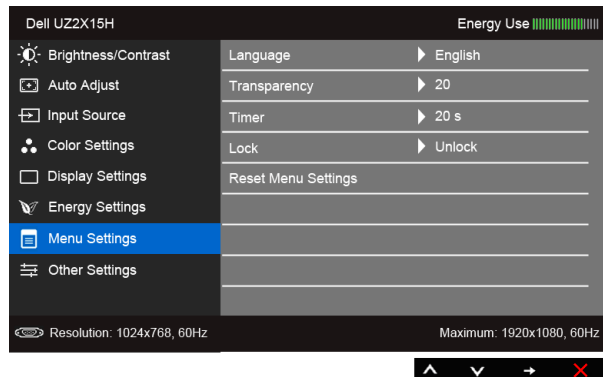 Dell UZ2X15H Energy Use
Brightness/Contrast
Auto Adjust
Input Source
Color Settings
Display Settings
Energy Settings
Menu Settings
Other Settings
Language English
Transparency 20
Timer 20 s
Lock Unlock
Reset Menu Settings
Resolution: 1024x768, 60Hz Maximum: 1920x1080, 60Hz